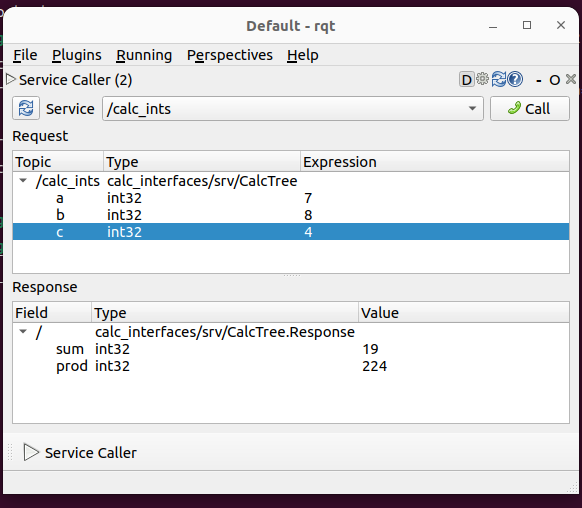 Default - rqt
File Plugins Running Perspectives Help
Service Caller (2) D ? - O
Service /calc_ints Call
Request
Topic Type Expression
/calc_ints calc_interfaces/srv/CalcTree
a int32 7
b int32 8
c int32 4
Response
Field Type Value
/ calc_interfaces/srv/CalcTree.Response
sum int32 19
prod int32 224
Service Caller